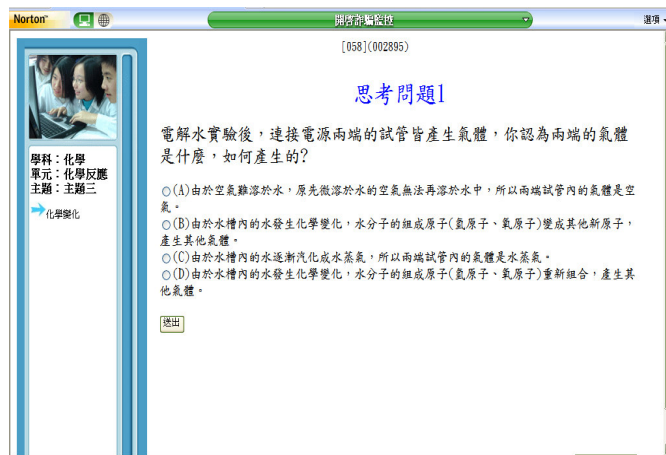 Norton™
開啓詐騙監控
選項
[058](002895)
思考問題1
電解水實驗後，連接電源兩端的試管皆產生氣體，你認為兩端的氣體
是什麼，如何產生的?
學科：化學
單元：化學反應
主題：主題三
化學變化
(A)由於空氣難溶於水，原先微溶於水的空氣無法再溶於水中，所以兩端試管內的氣體是空
氣。
(B)由於水槽內的水發生化學變化，水分子的組成原子(氫原子、氧原子)變成其他新原子，
產生其他氣體。
(C)由於水槽內的水逐漸汽化成水蒸氣，所以兩端試管內的氣體是水蒸氣。
(D)由於水槽內的水發生化學變化，水分子的組成原子(氫原子、氧原子)重新組合，產生其
他氣體。
送出